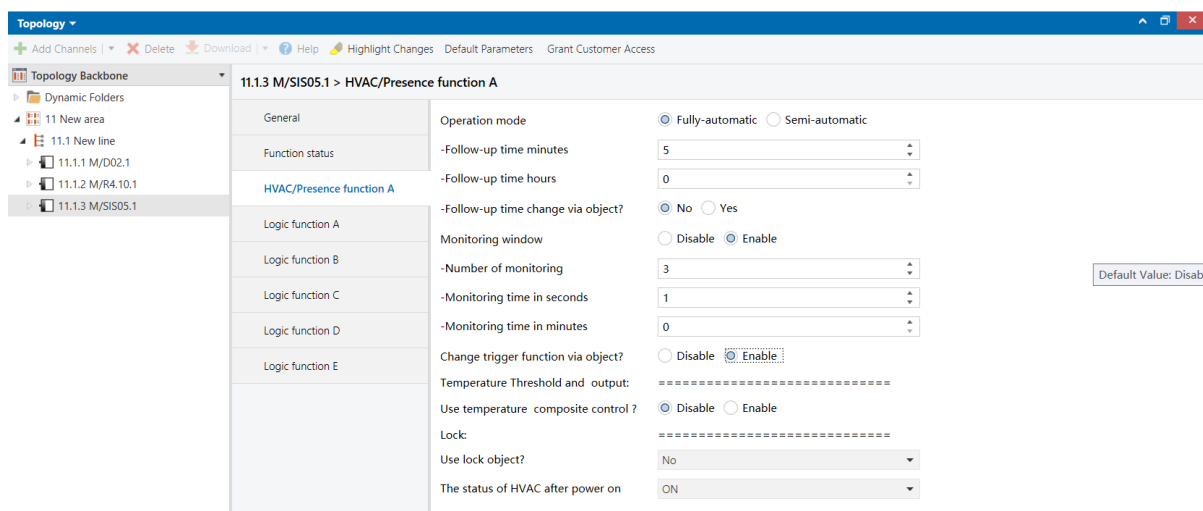 Topology
Add Channels | Delete Download | Help Highlight Changes Default Parameters Grant Customer Access
Topology Backbone
Dynamic Folders
11 New area
11.1 New line
11.1.1 M/D02.1
11.1.2 M/R4.10.1
11.1.3 M/SIS05.1
11.1.3 M/SIS05.1 > HVAC/Presence function A
General
Function status
HVAC/Presence function A
Logic function A
Logic function B
Logic function C
Logic function D
Logic function E
Operation mode Fully-automatic Semi-automatic
-Follow-up time minutes 5
-Follow-up time hours 0
-Follow-up time change via object? No Yes
Monitoring window Disable Enable
-Number of monitoring 3
-Monitoring time in seconds 1
-Monitoring time in minutes 0
Change trigger function via object? Disable Enable
Temperature Threshold and output: ==============================
Use temperature composite control ? Disable Enable
Lock: ==============================
Use lock object? No
The status of HVAC after power on ON
Default Value: Disab